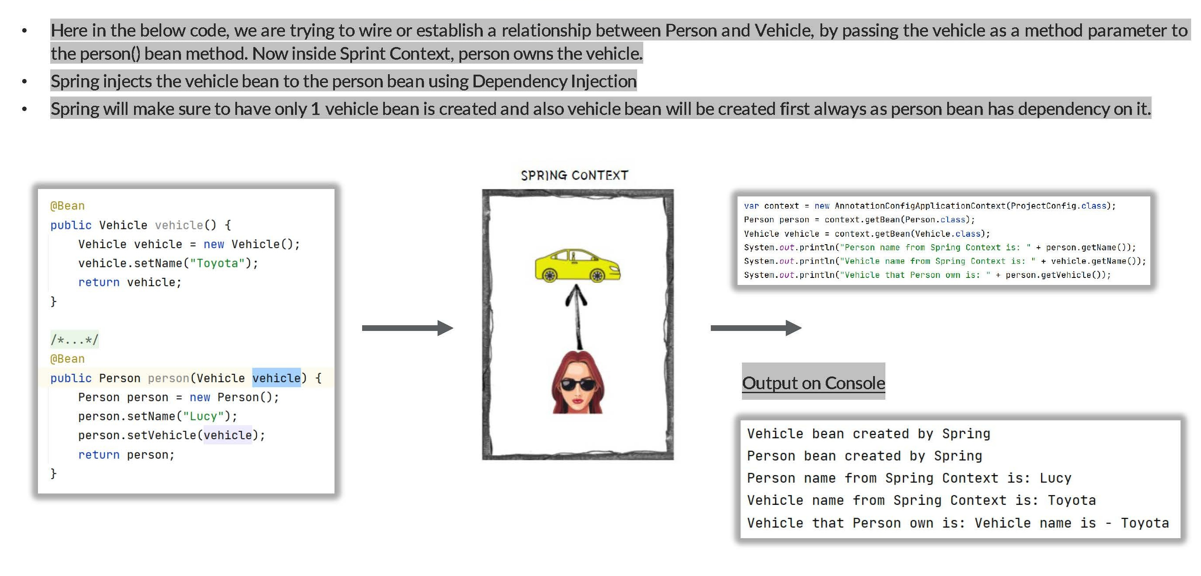 • Here in the below code, we are trying to wire or establish a relationship between Person and Vehicle, by passing the vehicle as a method parameter to
the person() bean method. Now inside Sprint Context, person owns the vehicle.
• Spring injects the vehicle bean to the person bean using Dependency Injection
• Spring will make sure to have only 1 vehicle bean is created and also vehicle bean will be created first always as person bean has dependency on it.
@Bean
public Vehicle vehicle() {
    Vehicle vehicle = new Vehicle();
    vehicle.setName("Toyota");
    return vehicle;
}
/*...*/
@Bean
public Person person(Vehicle vehicle) {
    Person person = new Person();
    person.setName("Lucy");
    person.setVehicle(vehicle);
    return person;
}
SPRING CONTEXT
var context = new AnnotationConfigApplicationContext(ProjectConfig.class);
Person person = context.getBean(Person.class);
Vehicle vehicle = context.getBean(Vehicle.class);
System.out.println("Person name from Spring Context is: " + person.getName());
System.out.println("Vehicle name from Spring Context is: " + vehicle.getName());
System.out.println("Vehicle that Person own is: " + person.getVehicle());
Output on Console
Vehicle bean created by Spring
Person bean created by Spring
Person name from Spring Context is: Lucy
Vehicle name from Spring Context is: Toyota
Vehicle that Person own is: Vehicle name is - Toyota